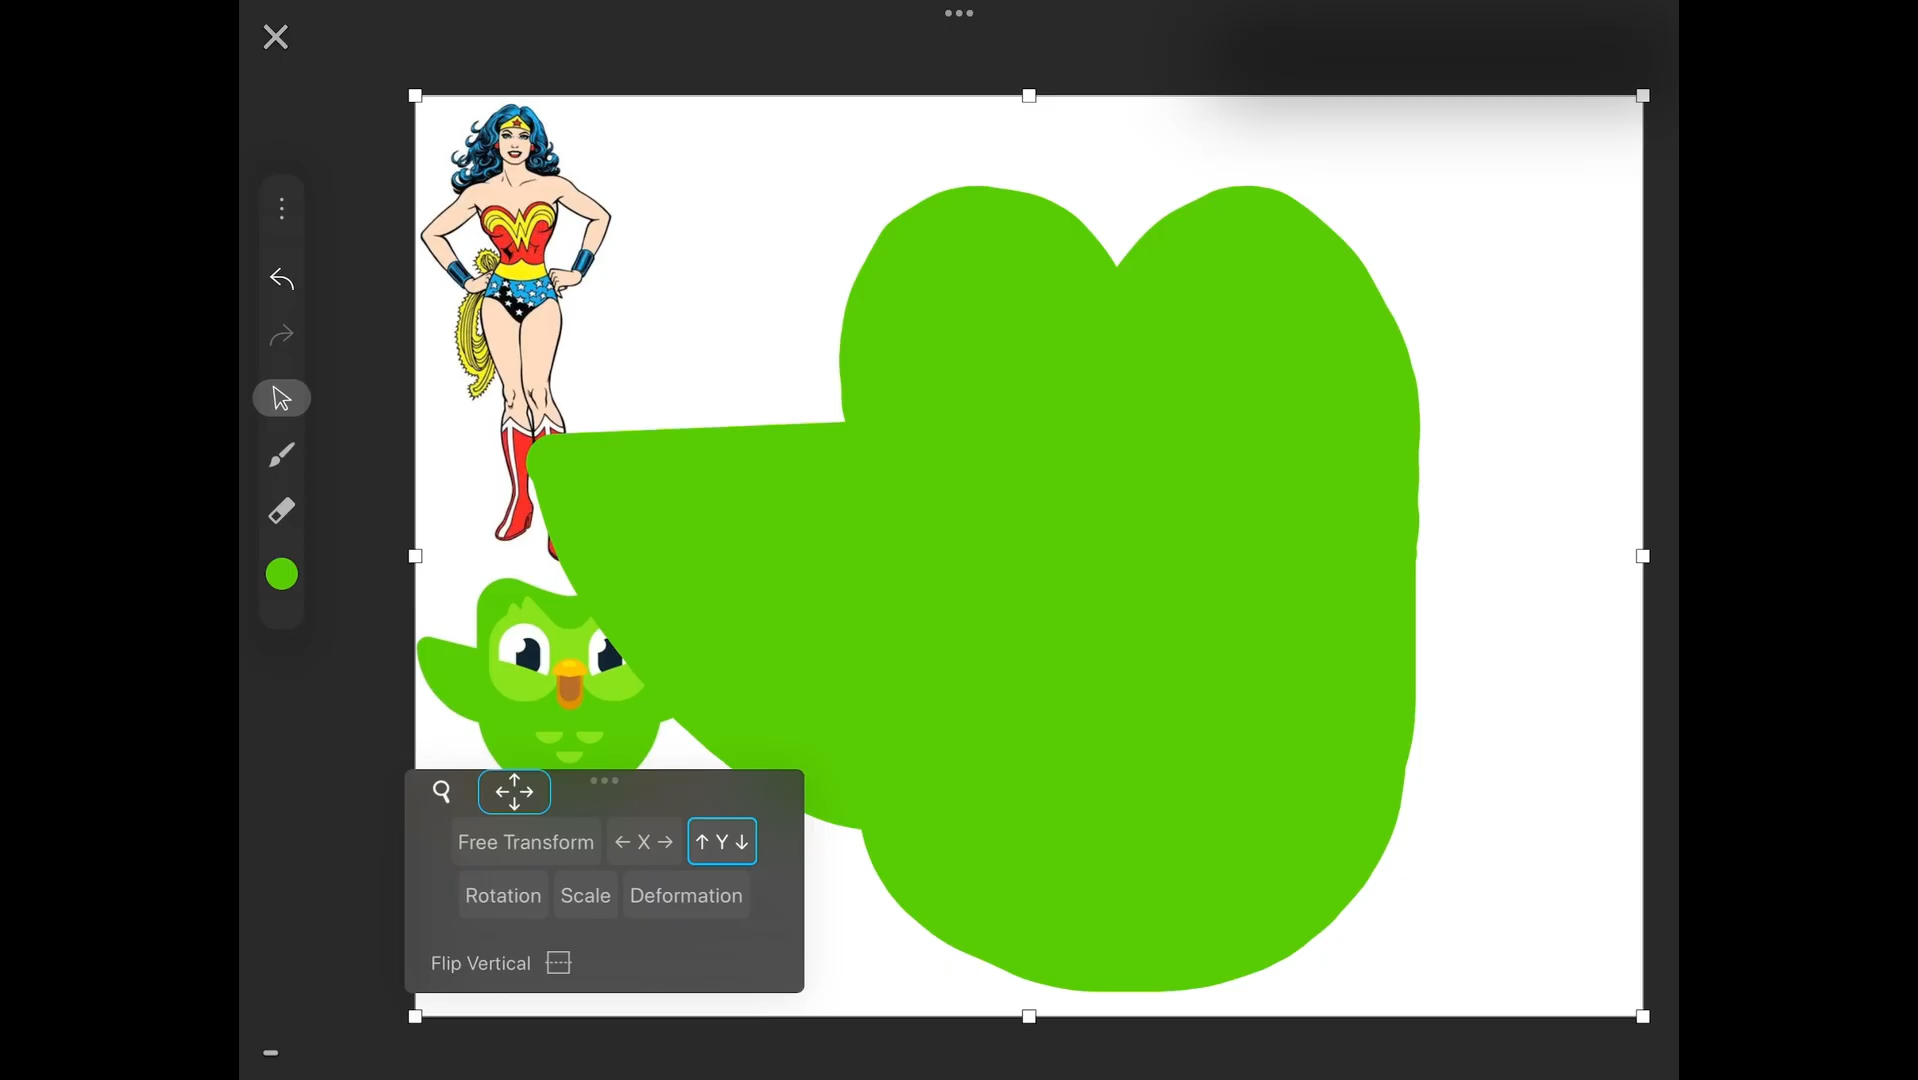 Free Transform
← X →
↑ Y ↓
Rotation
Scale
Deformation
Flip Vertical